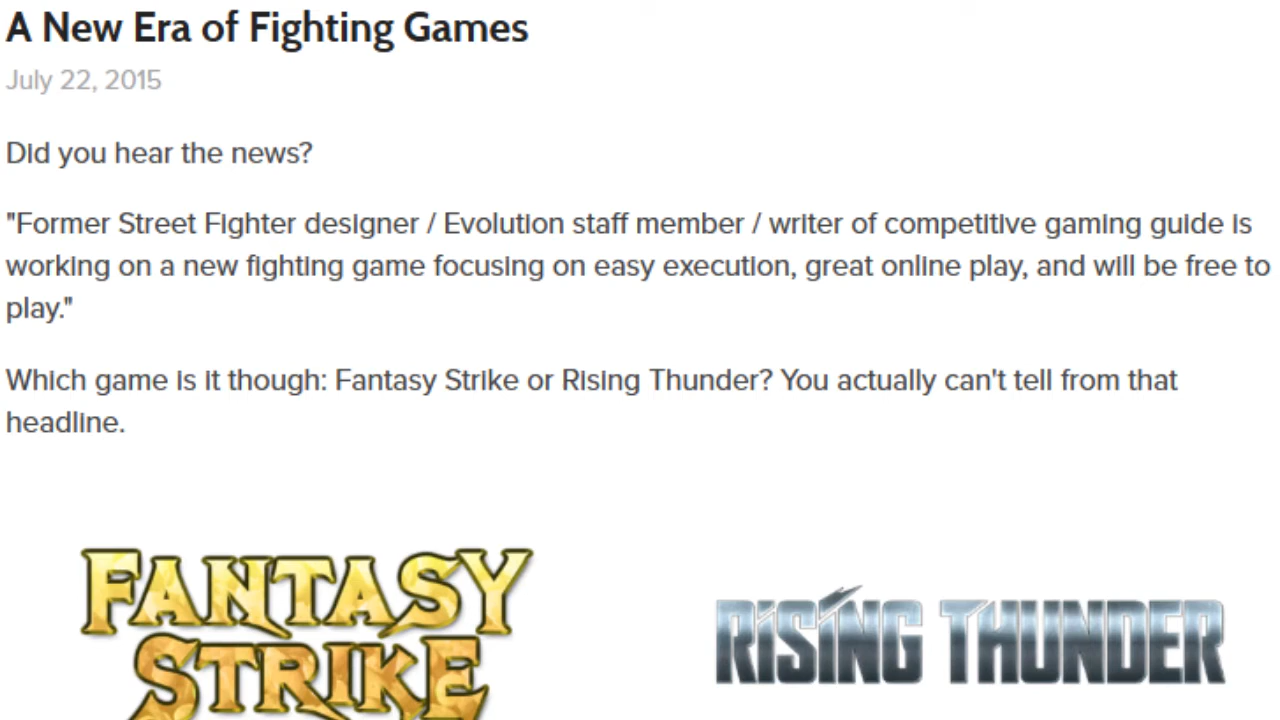 A New Era of Fighting Games
July 22, 2015
Did you hear the news?
"Former Street Fighter designer / Evolution staff member / writer of competitive gaming guide is
working on a new fighting game focusing on easy execution, great online play, and will be free to
play."
Which game is it though: Fantasy Strike or Rising Thunder? You actually can't tell from that
headline.
FANTASY
STRIKE
RISING THUNDER